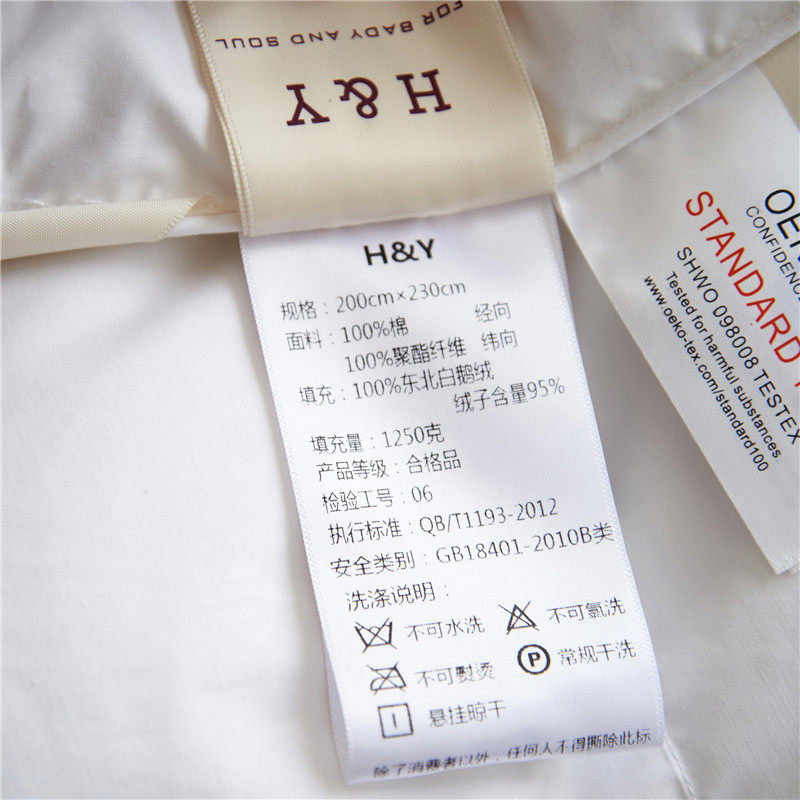 FOR BADY AND SOUL
H&Y
H&Y
规格：200cm×230cm
面料：100%棉 经向
100%聚酯纤维 纬向
填充：100%东北白鹅绒
绒子含量95%
填充量：1250克
产品等级：合格品
检验工号：06
执行标准：QB/T1193-2012
安全类别：GB18401-2010B类
洗涤说明：
不可水洗 不可氯洗
不可熨烫 P 常规干洗
悬挂晾干
除了消费者以外，任何人不得撕除此标
STANDARD
SHWO 098008 TESTEX
Tested for harmful substances
www.oeko-tex.com/standard100